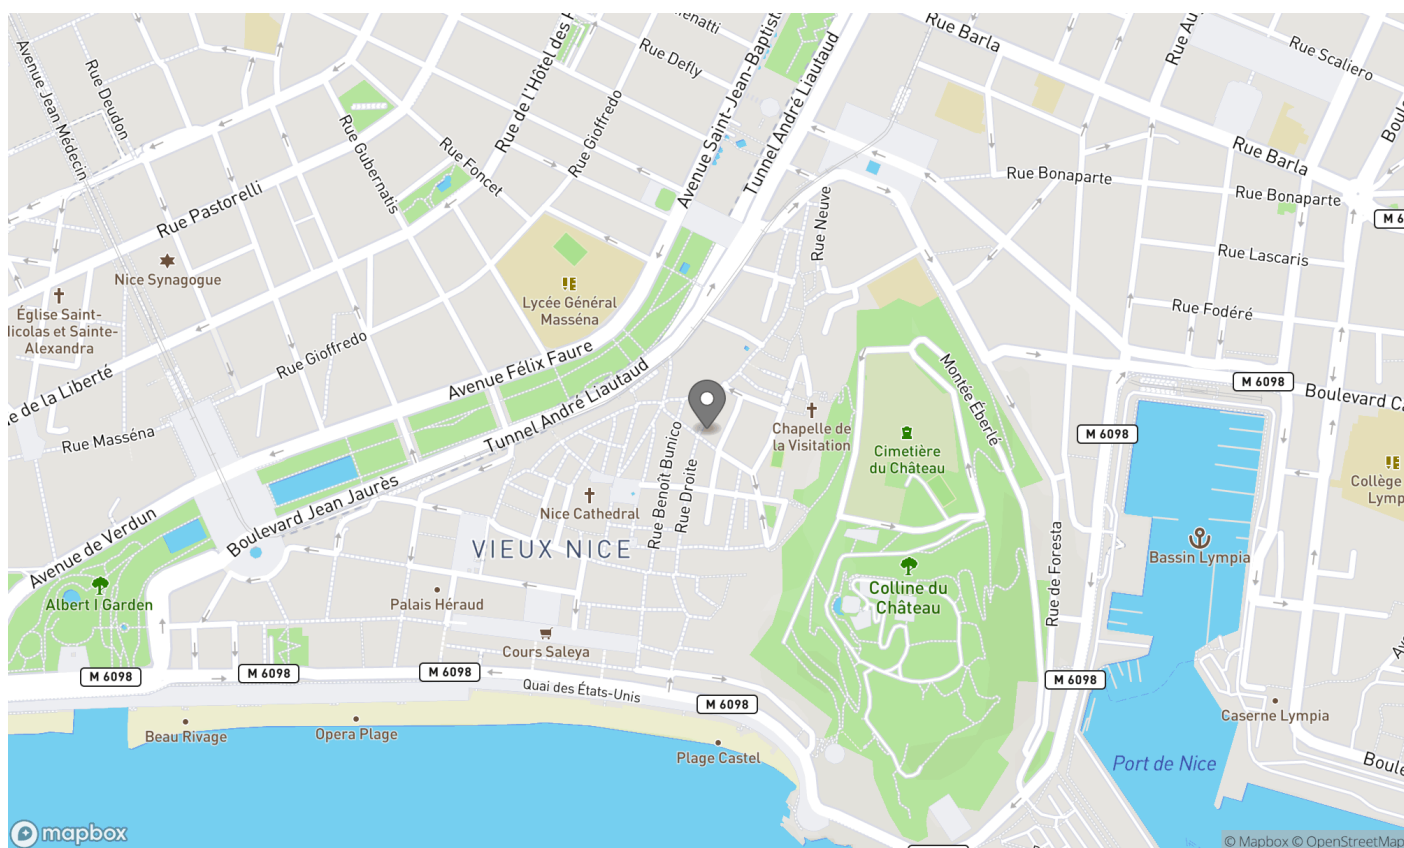 Rue Barla
Rue Defly
Rue Scaliero
Avenue Jean Médecin
Rue Deudon
Rue de l'Hôtel des
Avenue Saint-Jean-Baptiste
Tunnel André Liautaud
Rue Gubernatis
Rue Foncet
Rue Gioffredo
Rue Barla
Rue Bonaparte
Rue Bonaparte
Rue Pastorelli
Rue Neuve
M 6
Rue Lascaris
Nice Synagogue
Lycée Général
Masséna
Église Saint-
Nicolas et Sainte-
Alexandra
Rue Fodéré
Rue Gioffredo
Avenue Félix Faure
Tunnel André Liautaud
Montée Éberlé
M 6098
Boulevard
de la Liberté
Rue Masséna
Chapelle de
la Visitation
M 6098
Cimetière
du Château
Rue Benoît Bunico
Rue Droite
Collège
Nice Cathedral
Boulevard Jean Jaurès
Avenue de Verdun
VIEUX NICE
Bassin Lympia
Rue de Foresta
Colline du
Château
Albert I Garden
Palais Héraud
Cours Saleya
M 6098
M 6098
M 6098
M 6098
Quai des États-Unis
M 6098
Caserne Lympia
Beau Rivage
Opera Plage
Plage Castel
Port de Nice
mapbox
© Mapbox © OpenStreetMap